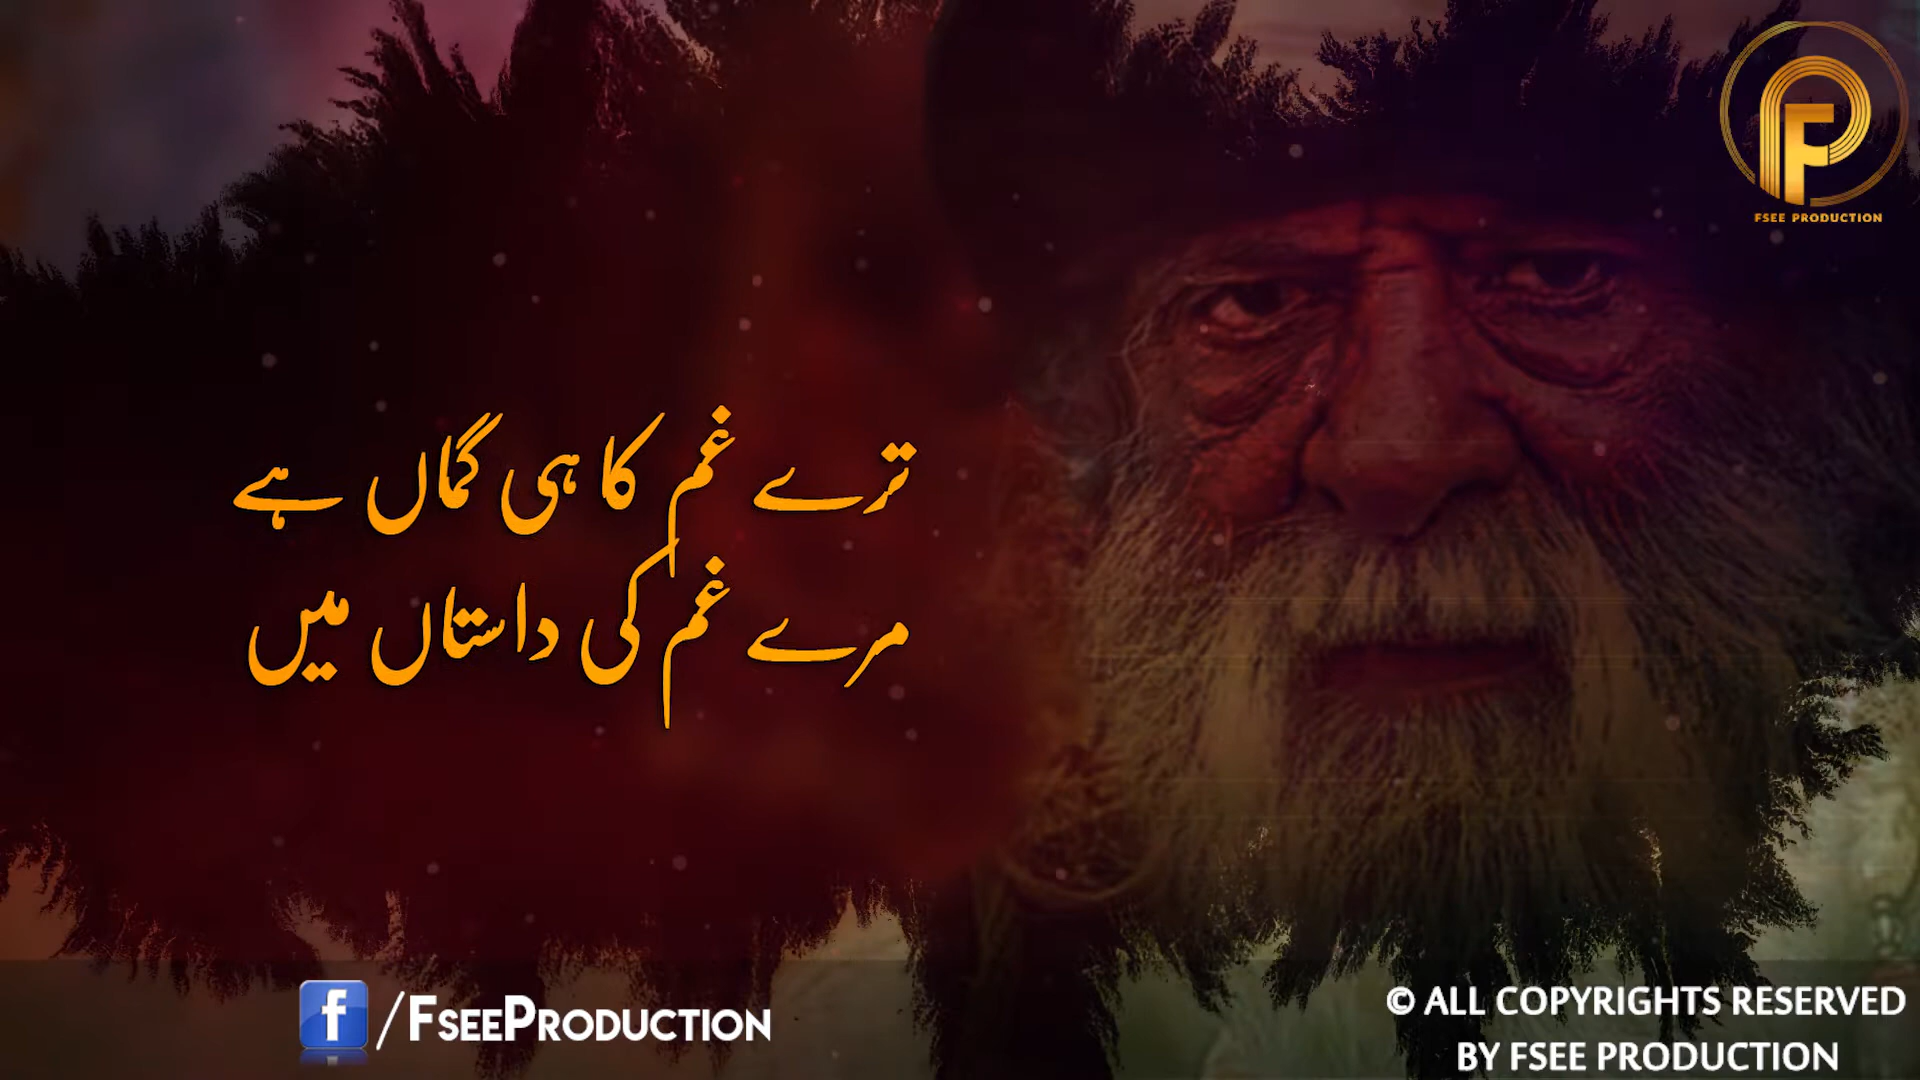 FSEE PRODUCTION
ترے غم کا ہی گماں ہے
مرے غم کی داستاں میں
/FSEEPRODUCTION
© ALL COPYRIGHTS RESERVED
BY FSEE PRODUCTION